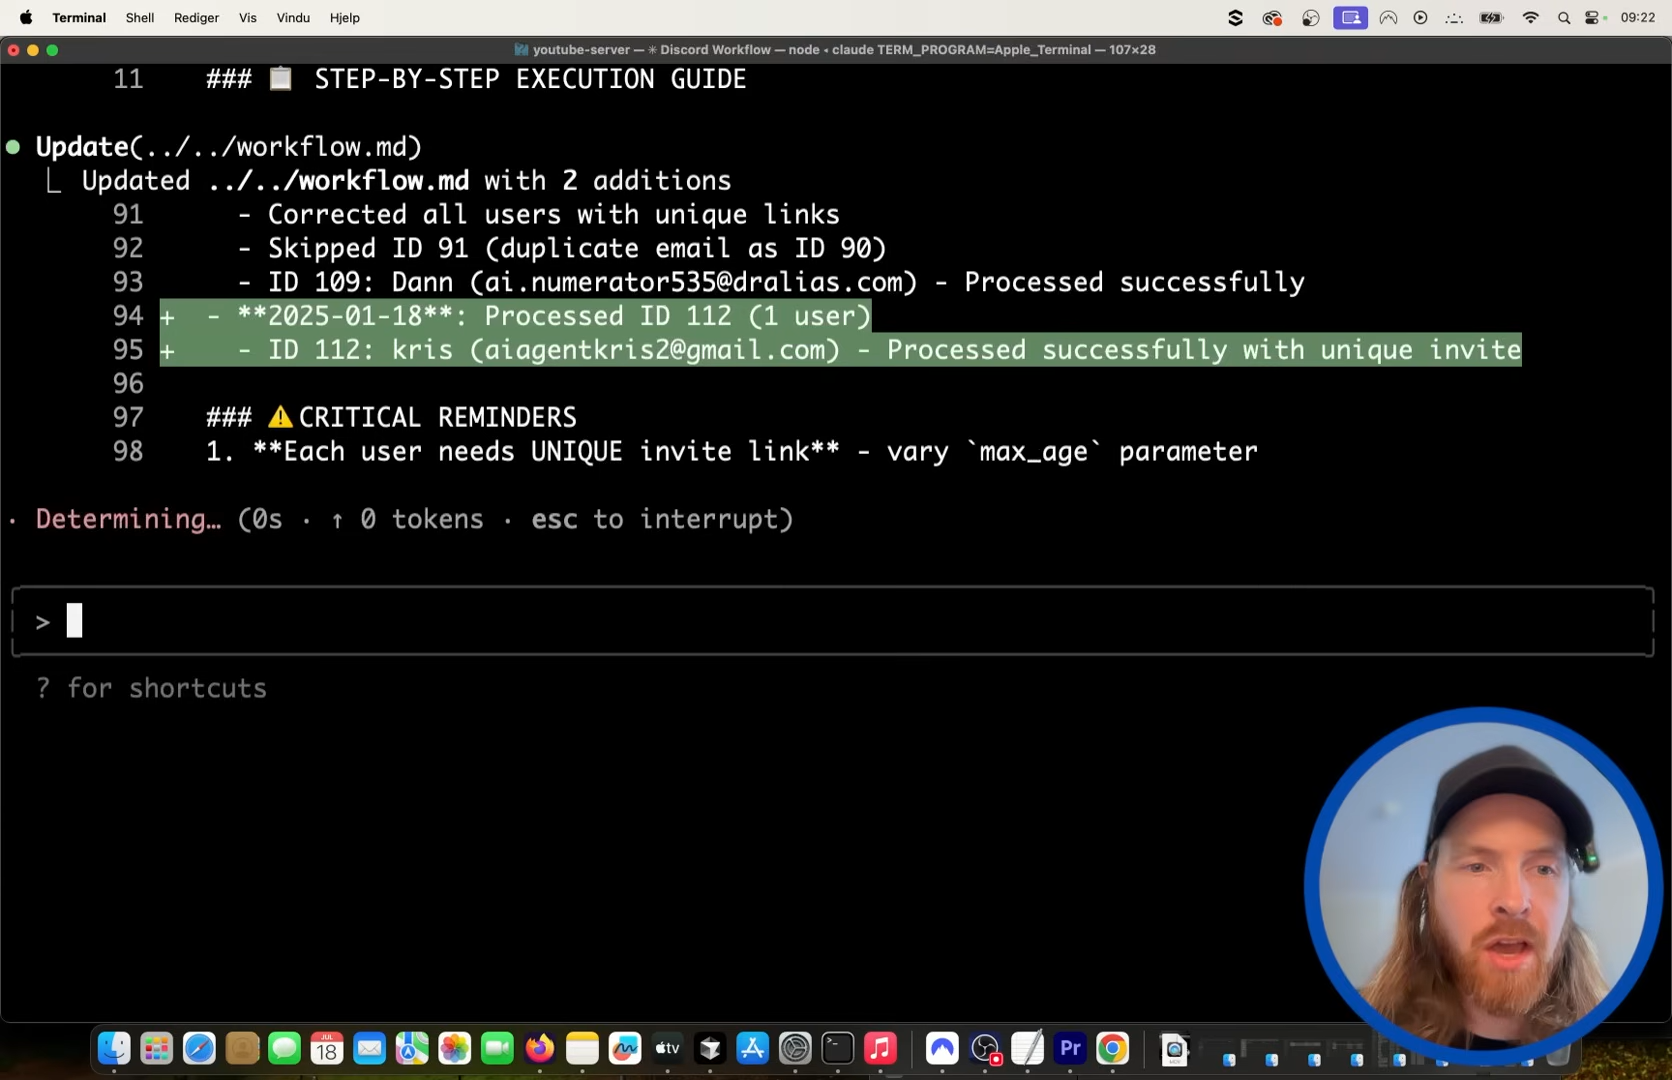 Terminal Shell Rediger Vis Vindu Hjelp 09:22
youtube-server — ✳ Discord Workflow — node ◂ claude TERM_PROGRAM=Apple_Terminal — 107×28
11 ### 📋 STEP-BY-STEP EXECUTION GUIDE
Update(../../workflow.md)
Updated ../../workflow.md with 2 additions
91 - Corrected all users with unique links
92 - Skipped ID 91 (duplicate email as ID 90)
93 - ID 109: Dann (ai.numerator535@dralias.com) - Processed successfully
94 + - **2025-01-18**: Processed ID 112 (1 user)
95 + - ID 112: kris (aiagentkris2@gmail.com) - Processed successfully with unique invite
96
97 ### ⚠️ CRITICAL REMINDERS
98 1. **Each user needs UNIQUE invite link** - vary `max_age` parameter
· Determining… (0s · ↑ 0 tokens · esc to interrupt)
>
? for shortcuts
JUL
18
tv
Pr